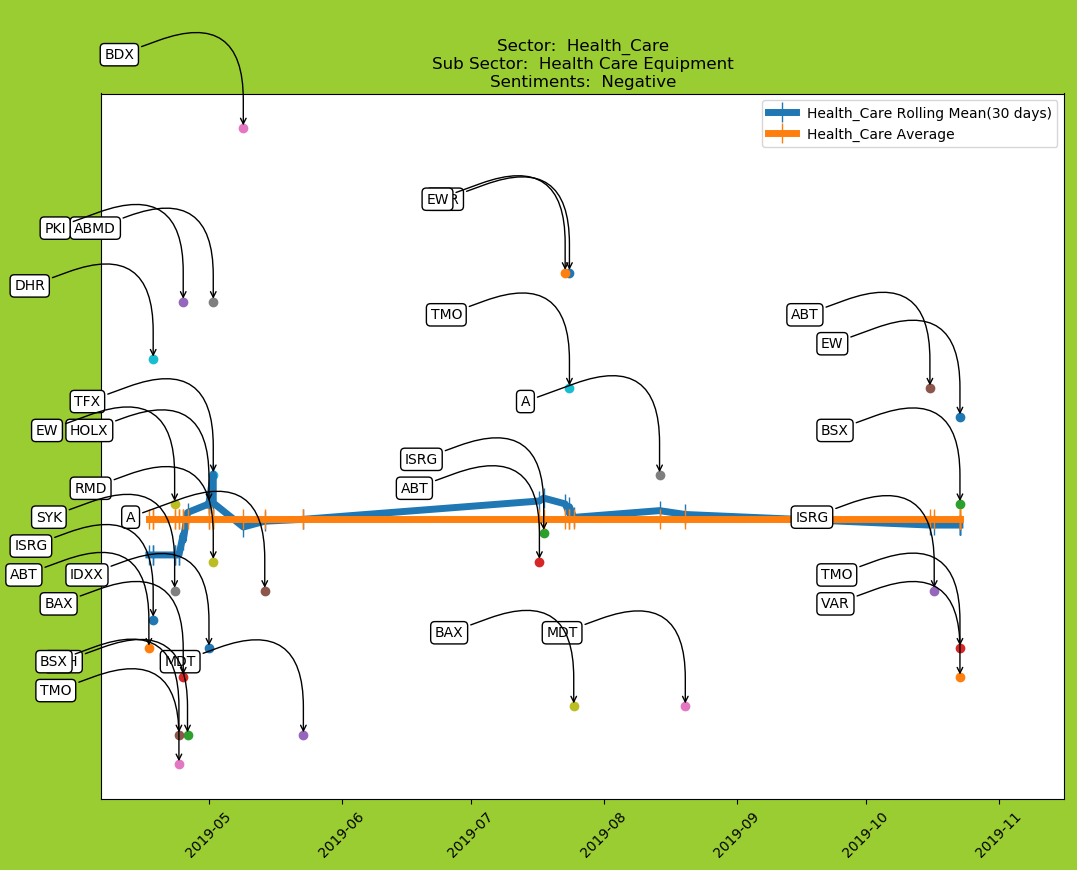 BDX
Sector:  Health_Care
Sub Sector:  Health Care Equipment
Sentiments:  Negative
Health_Care Rolling Mean(30 days)
Health_Care Average
EW
R
PKI
ABMD
DHR
TMO
ABT
EW
TFX
A
EW
HOLX
BSX
ISRG
RMD
ABT
SYK
A
ISRG
ISRG
ABT
IDXX
TMO
BAX
VAR
BAX
MDT
BSX
H
MDT
TMO
2019-05
2019-06
2019-07
2019-08
2019-09
2019-10
2019-11